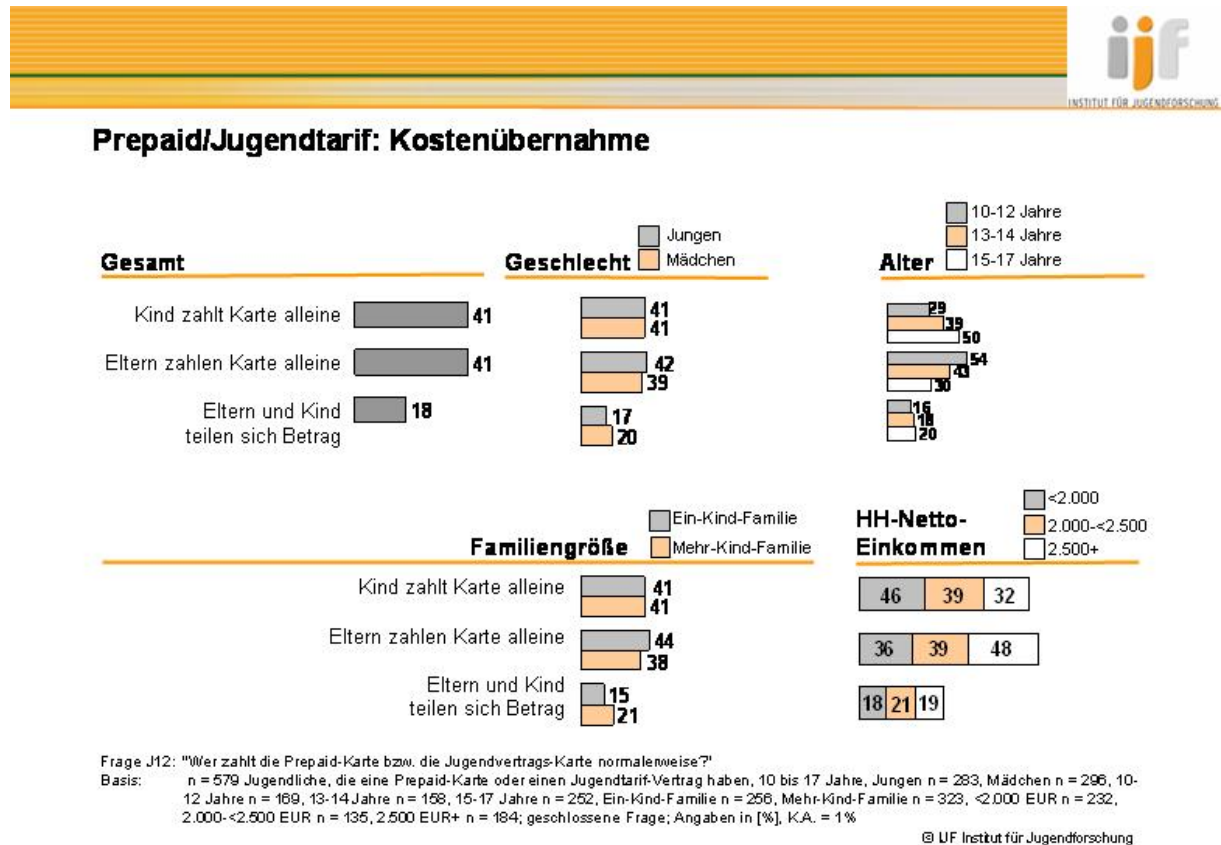 ijf
INSTITUT FÜR JUGENDFORSCHUNG
Prepaid/Jugendtarif: Kostenübernahme
Gesamt
Kind zahlt Karte alleine 41
Eltern zahlen Karte alleine 41
Eltern und Kind 18
teilen sich Betrag
Geschlecht
Jungen
Mädchen
41
41
42
39
17
20
Alter
10-12 Jahre
13-14 Jahre
15-17 Jahre
29
39
50
54
43
30
16
18
20
Familiengröße
Ein-Kind-Familie
Mehr-Kind-Familie
Kind zahlt Karte alleine 41
41
Eltern zahlen Karte alleine 44
38
Eltern und Kind 15
teilen sich Betrag 21
HH-Netto-
Einkommen
<2.000
2.000-<2.500
2.500+
46 39 32
36 39 48
18 21 19
Frage J12: "Wer zahlt die Prepaid-Karte bzw. die Jugendvertrags-Karte normalerweise?"
Basis: n = 579 Jugendliche, die eine Prepaid-Karte oder einen Jugendtarif-Vertrag haben, 10 bis 17 Jahre, Jungen n = 283, Mädchen n = 296, 10-
12 Jahre n = 169, 13-14 Jahre n = 158, 15-17 Jahre n = 252, Ein-Kind-Familie n = 256, Mehr-Kind-Familie n = 323, <2.000 EUR n = 232,
2.000-<2.500 EUR n = 135, 2.500 EUR+ n = 184; geschlossene Frage; Angaben in [%], K.A. = 1%
© IJF Institut für Jugendforschung